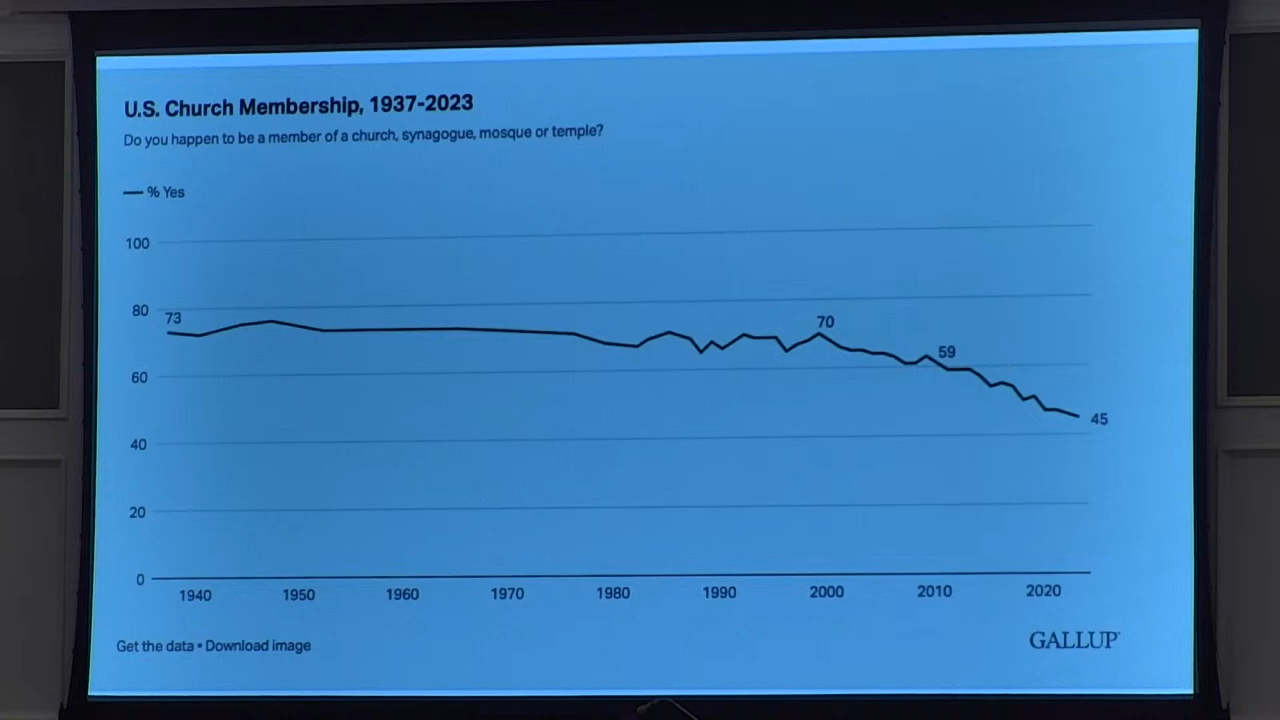 U.S. Church Membership, 1937-2023
Do you happen to be a member of a church, synagogue, mosque or temple?
% Yes
100
80
73
70
59
60
45
40
20
0
1940 1950 1960 1970 1980 1990 2000 2010 2020
Get the data • Download image
GALLUP